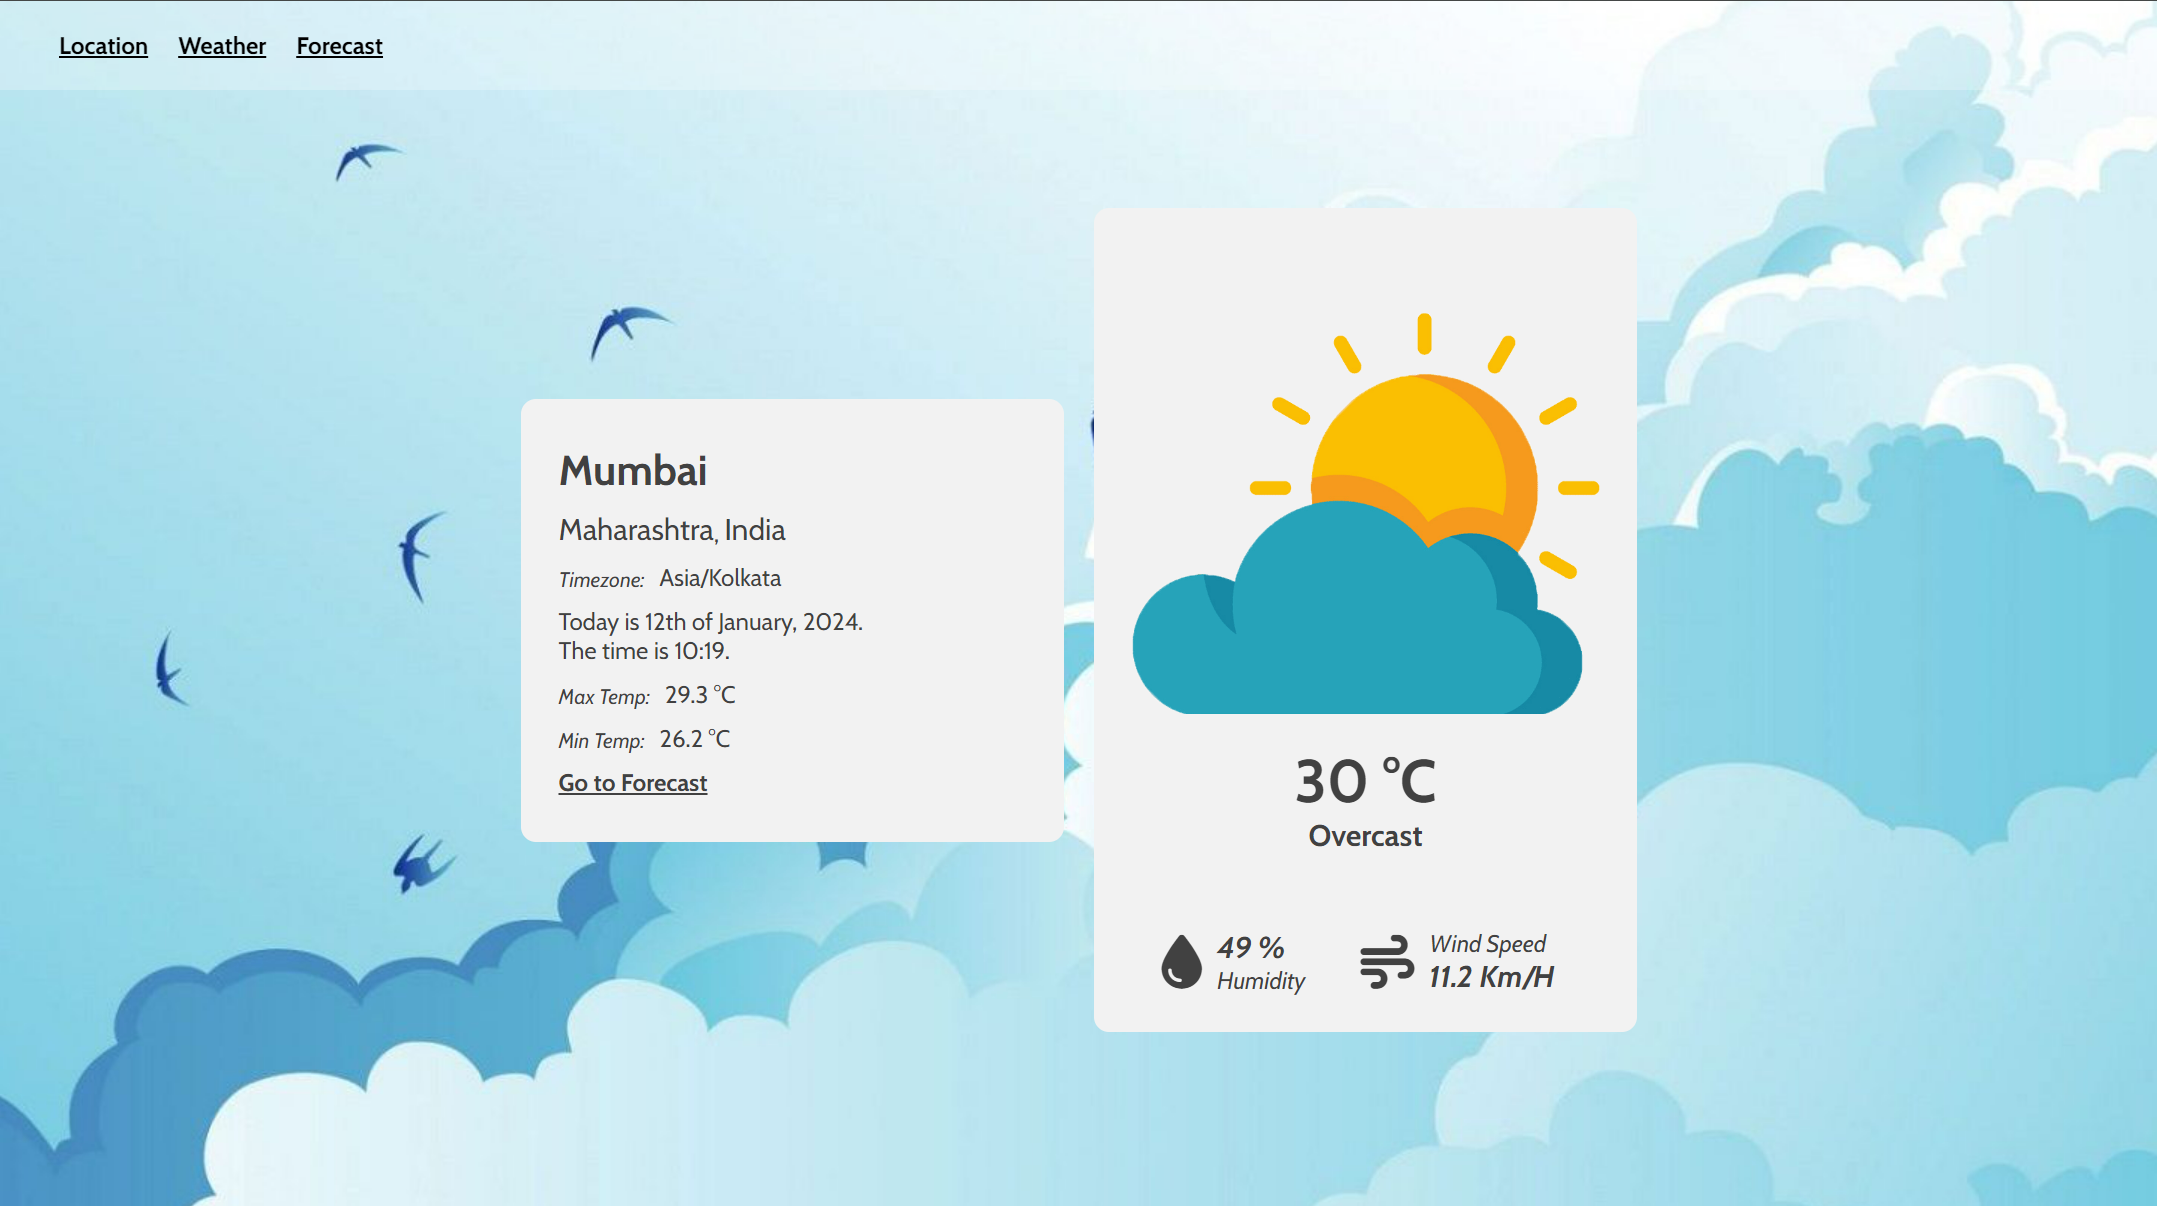 Location Weather Forecast
Mumbai
Maharashtra, India
Timezone: Asia/Kolkata
Today is 12th of January, 2024.
The time is 10:19.
Max Temp: 29.3 °C
Min Temp: 26.2 °C
Go to Forecast
30 °C
Overcast
49 %
Humidity
Wind Speed
11.2 Km/H